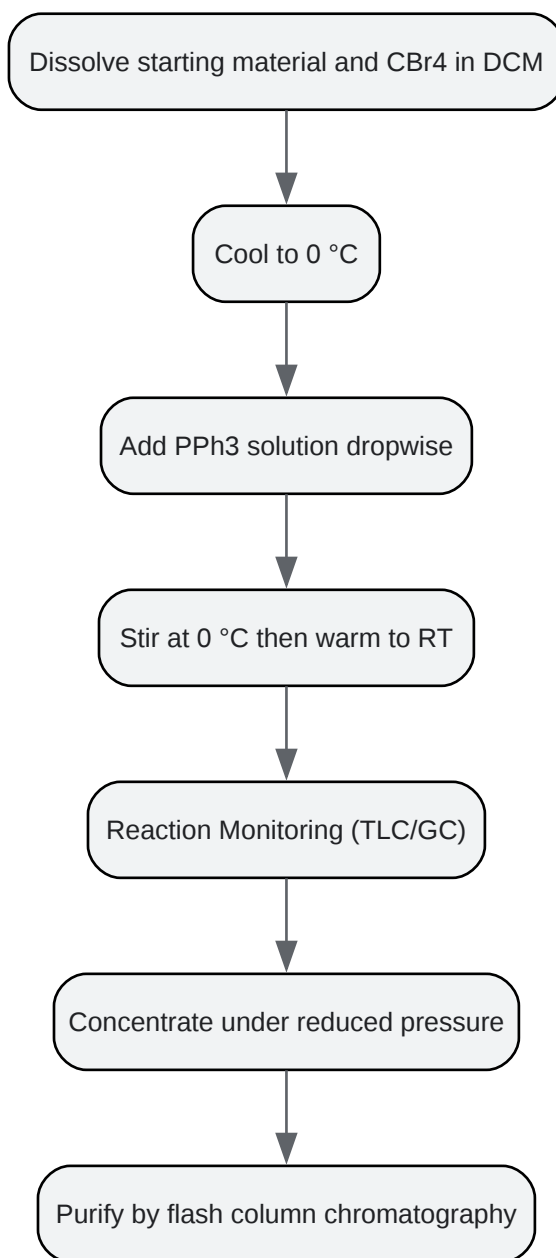 Dissolve starting material and CBr4 in DCM
Cool to 0 °C
Add PPh3 solution dropwise
Stir at 0 °C then warm to RT
Reaction Monitoring (TLC/GC)
Concentrate under reduced pressure
Purify by flash column chromatography